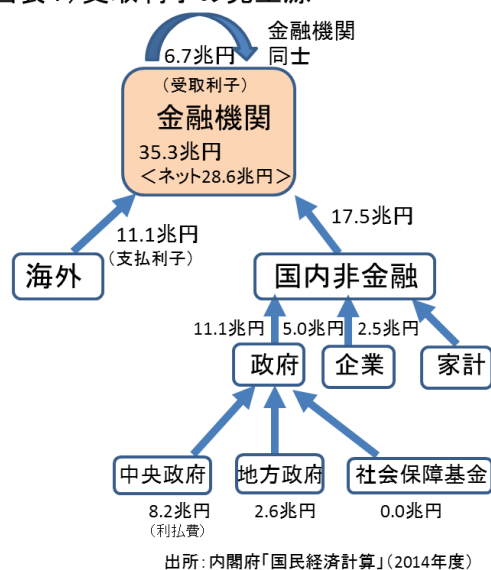 6.7兆円
金融機関
同士
(受取利子)
金融機関
35.3兆円
＜ネット28.6兆円＞
11.1兆円
(支払利子)
17.5兆円
海外
国内非金融
11.1兆円
5.0兆円
2.5兆円
政府
企業
家計
中央政府
地方政府
社会保障基金
8.2兆円
(利払費)
2.6兆円
0.0兆円
出所：内閣府「国民経済計算」（2014年度）